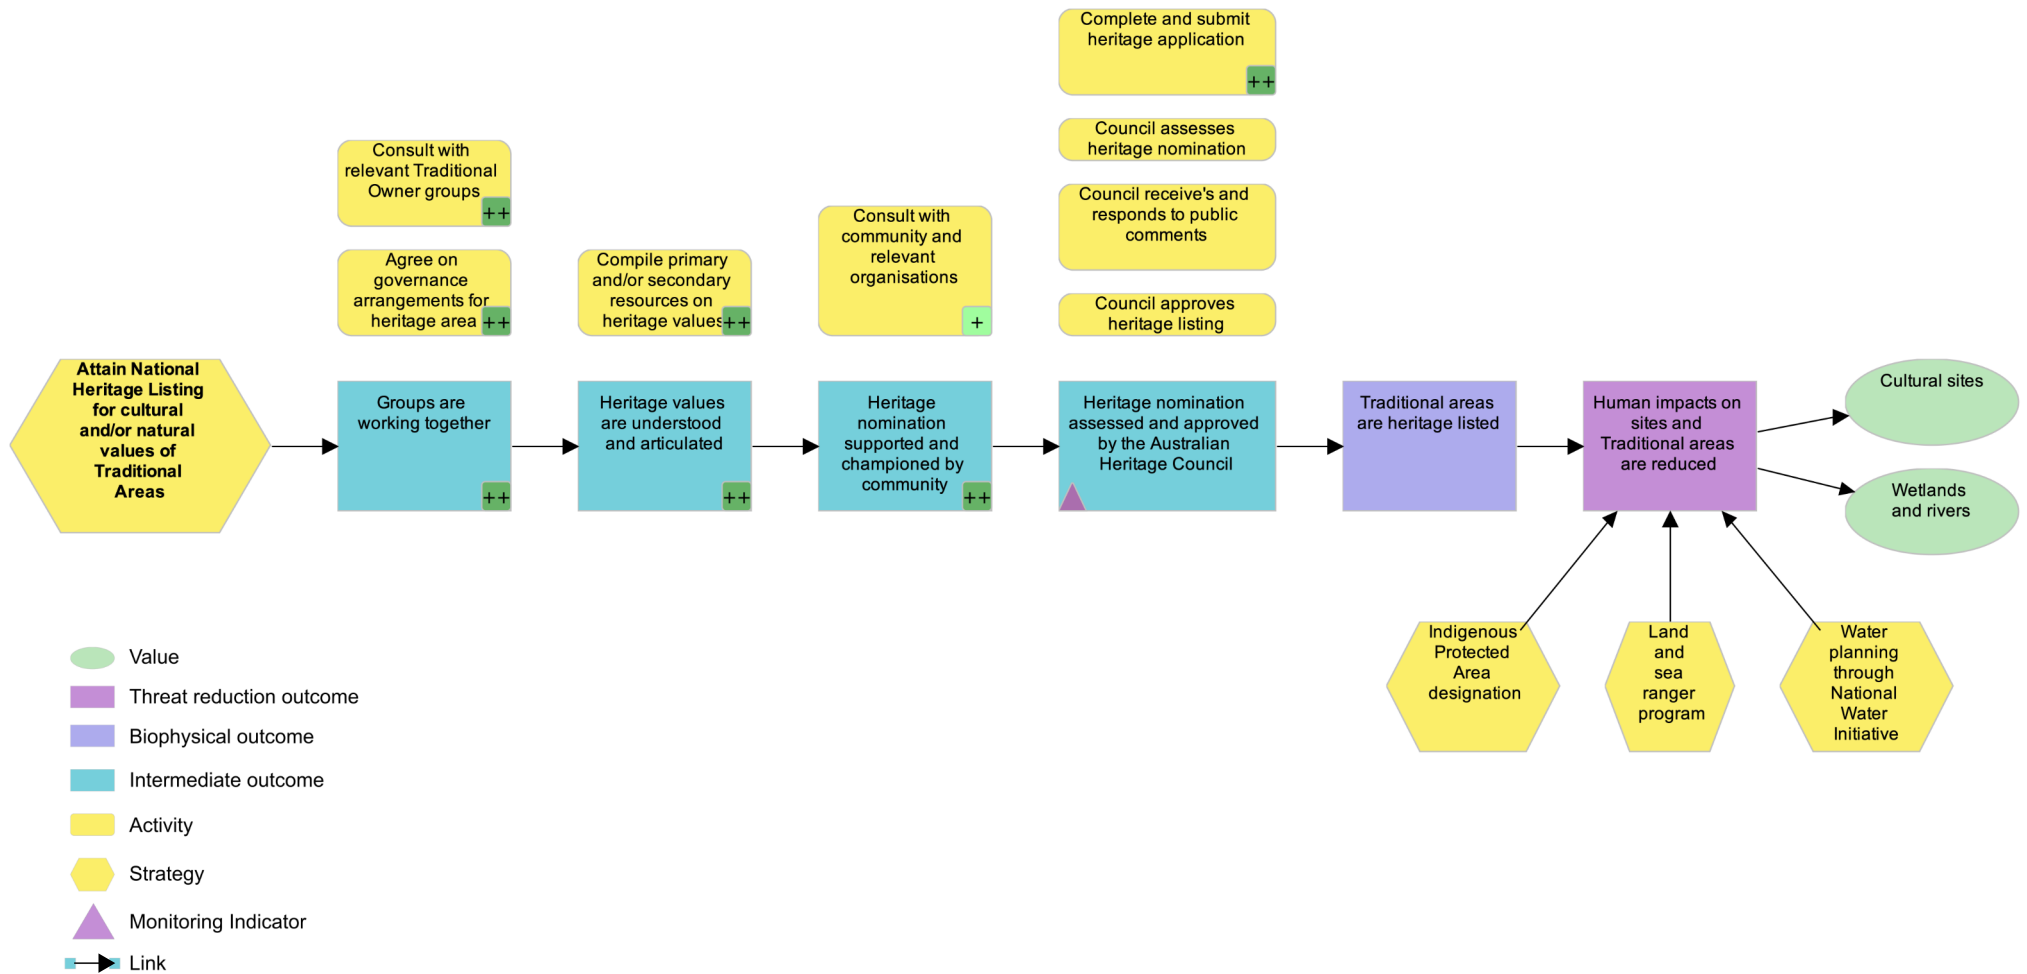 Complete and submit
heritage application
++
Council assesses
heritage nomination
Consult with
relevant Traditional
Owner groups
++
Council receive's and
responds to public
comments
Consult with
community and
relevant
organisations
+
Agree on
governance
arrangements for
heritage area
++
Compile primary
and/or secondary
resources on
heritage values
++
Council approves
heritage listing
Attain National
Heritage Listing
for cultural
and/or natural
values of
Traditional
Areas
Groups are
working together
++
Heritage values
are understood
and articulated
++
Heritage
nomination
supported and
championed by
community
++
Heritage nomination
assessed and approved
by the Australian
Heritage Council
Traditional areas
are heritage listed
Human impacts on
sites and
Traditional areas
are reduced
Cultural sites
Wetlands
and rivers
Indigenous
Protected
Area
designation
Land
and
sea
ranger
program
Water
planning
through
National
Water
Initiative
Value
Threat reduction outcome
Biophysical outcome
Intermediate outcome
Activity
Strategy
Monitoring Indicator
Link